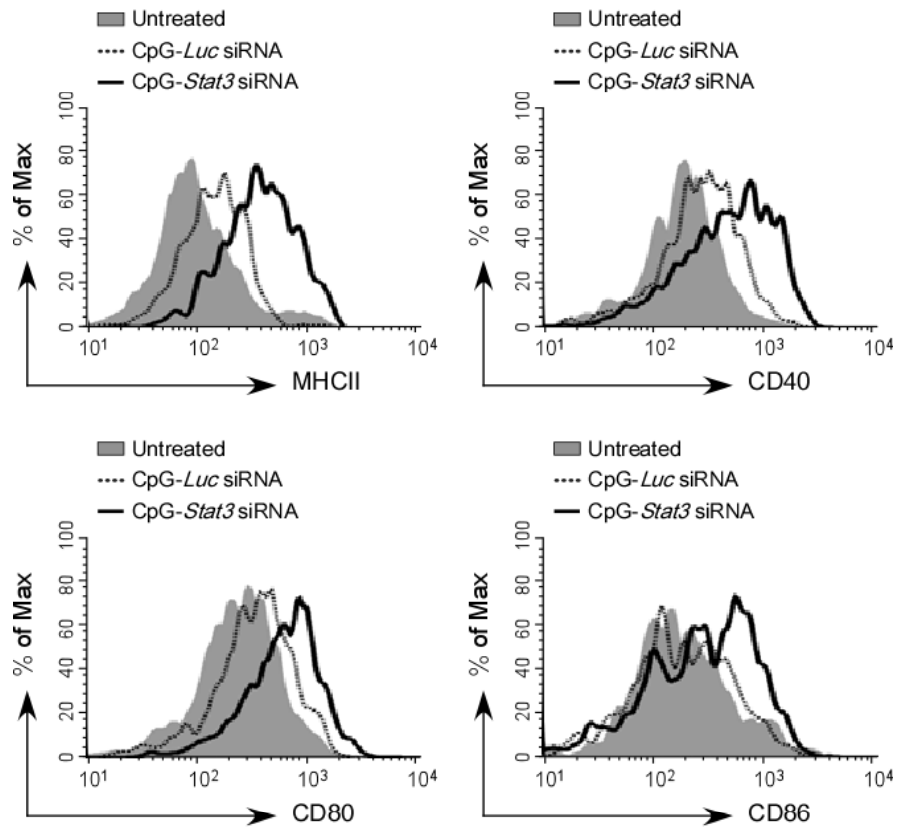 Untreated
CpG-Luc siRNA
CpG-Stat3 siRNA
% of Max
100
80
60
40
20
0
10¹ 10² 10³ 10⁴
MHCII
Untreated
CpG-Luc siRNA
CpG-Stat3 siRNA
% of Max
100
80
60
40
20
0
10¹ 10² 10³ 10⁴
CD40
Untreated
CpG-Luc siRNA
CpG-Stat3 siRNA
% of Max
100
80
60
40
20
0
10¹ 10² 10³ 10⁴
CD80
Untreated
CpG-Luc siRNA
CpG-Stat3 siRNA
% of Max
100
80
60
40
20
0
10¹ 10² 10³ 10⁴
CD86